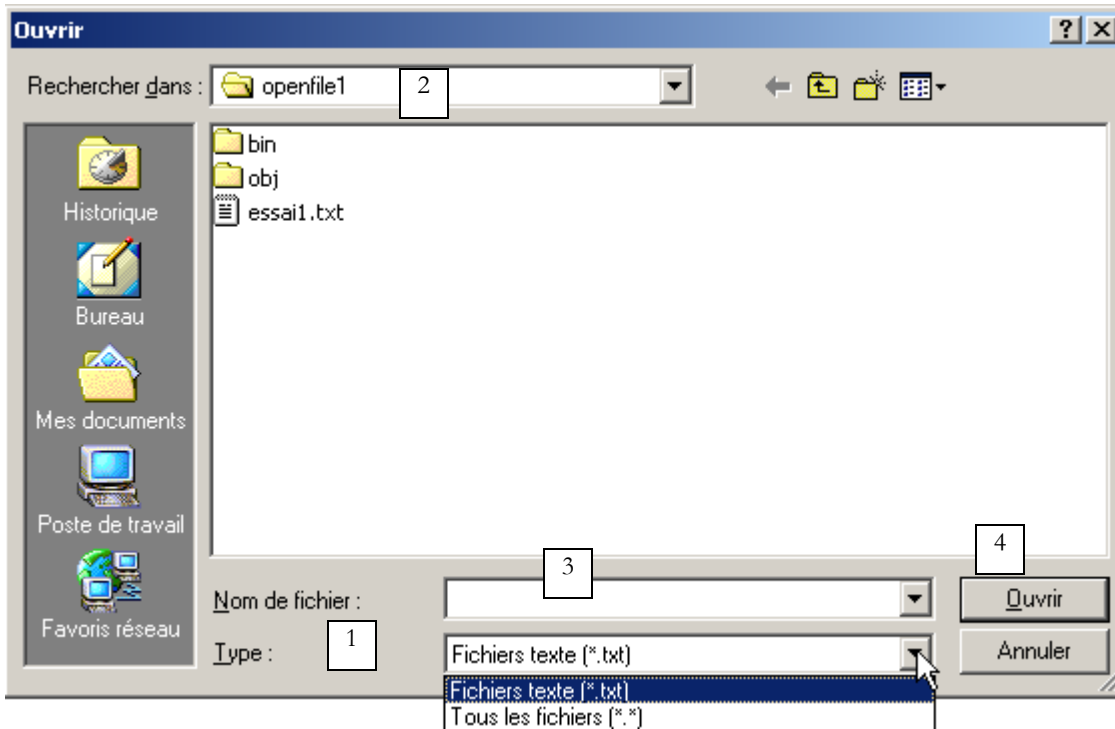 Ouvrir
Rechercher dans : openfile1 2
bin
obj
essai1.txt
Historique
Bureau
Mes documents
Poste de travail
Favoris réseau
3
4
Nom de fichier :
Ouvrir
1
Type : Fichiers texte (*.txt)
Annuler
Fichiers texte (*.txt)
Tous les fichiers (*.*)